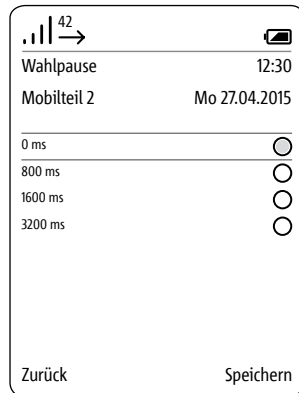 42
Wahlpause 12:30
Mobilteil 2 Mo 27.04.2015
0 ms
800 ms
1600 ms
3200 ms
Zurück Speichern